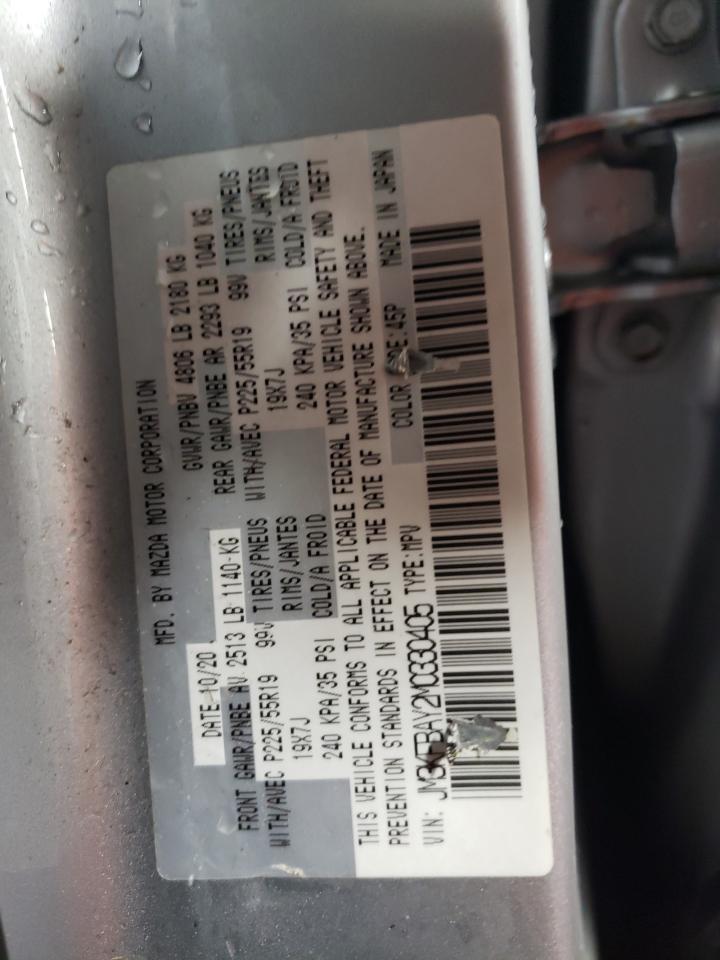 MFD. BY MAZDA MOTOR CORPORATION
DATE 10/20
GVWR/PNBV 4806 LB 2180 KG
FRONT GAWR/PNBE AV 2513 LB 1140 KG
REAR GAWR/PNBE AR 2293 LB 1040 KG
WITH/AVEC P225/55R19 99V TIRES/PNEUS
WITH/AVEC P225/55R19 99V TIRES/PNEUS
19X7J RIMS/JANTES
19X7J RIMS/JANTES
240 KPA/35 PSI COLD/A FROID
240 KPA/35 PSI COLD/A FROID
THIS VEHICLE CONFORMS TO ALL APPLICABLE FEDERAL MOTOR VEHICLE SAFETY AND THEFT
PREVENTION STANDARDS IN EFFECT ON THE DATE OF MANUFACTURE SHOWN ABOVE.
VIN: JM3KFBAY2M0330405 TYPE:MPV COLOR 45P MADE IN JAPAN